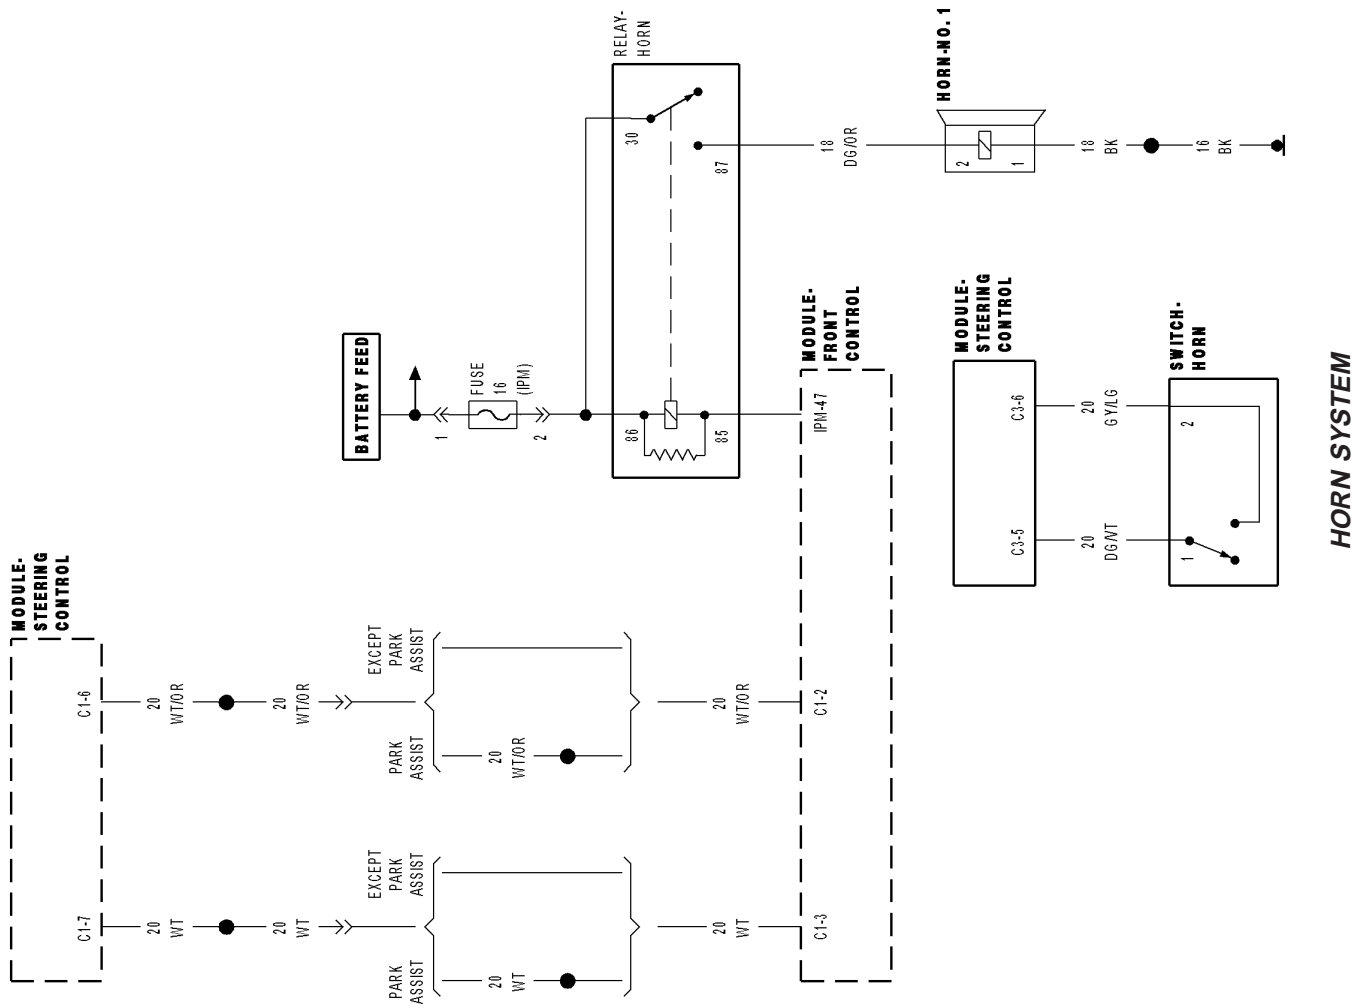 MODULE-
STEERING
CONTROL
C1-7
C1-6
20
WT
20
WT
20
WT/OR
20
WT/OR
PARK
ASSIST
EXCEPT
PARK
ASSIST
PARK
ASSIST
EXCEPT
PARK
ASSIST
20
WT
20
WT/OR
20
WT
20
WT/OR
C1-3
C1-2
BATTERY FEED
1
FUSE
16
(IPM)
2
RELAY-
HORN
86
30
85
87
IPM-47
MODULE-
FRONT
CONTROL
18
DG/OR
HORN-NO. 1
2
1
18
BK
16
BK
MODULE-
STEERING
CONTROL
C3-5
C3-6
20
DG/VT
20
GY/LG
SWITCH-
HORN
1
2
HORN SYSTEM